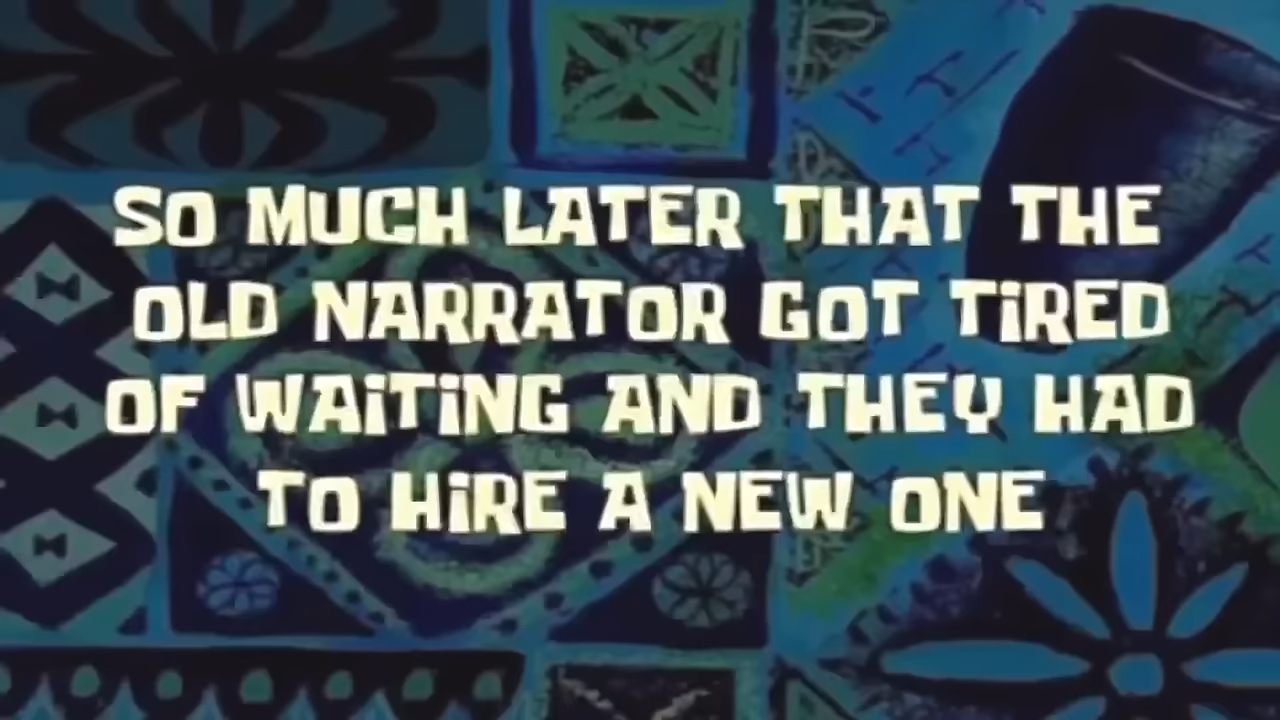 SO MUCH LATER THAT THE
OLD NARRATOR GOT TiRED
OF WAiTiNG AND THEY HAD
TO HiRE A NEW ONE